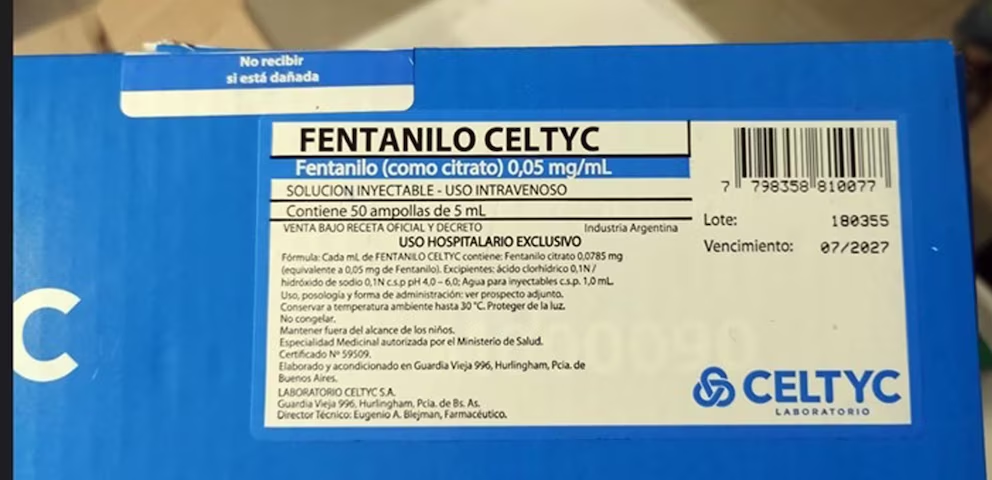 No recibir
si está dañada
FENTANILO CELTYC
Fentanilo (como citrato) 0,05 mg/mL
SOLUCION INYECTABLE - USO INTRAVENOSO
Contiene 50 ampollas de 5 mL
VENTA BAJO RECETA OFICIAL Y DECRETO Industria Argentina
USO HOSPITALARIO EXCLUSIVO
Fórmula: Cada mL de FENTANILO CELTYC contiene: Fentanilo citrato 0,0785 mg
(equivalente a 0,05 mg de Fentanilo). Excipientes: ácido clorhídrico 0,1N /
hidróxido de sodio 0,1N c.s.p pH 4,0 – 6,0; Agua para inyectables c.s.p. 1,0 mL.
Uso, posología y forma de administración: ver prospecto adjunto.
Conservar a temperatura ambiente hasta 30 °C. Proteger de la luz.
No congelar.
Mantener fuera del alcance de los niños.
Especialidad Medicinal autorizada por el Ministerio de Salud.
Certificado Nº 59509.
Elaborado y acondicionado en Guardia Vieja 996, Hurlingham, Pcia. de
Buenos Aires.
LABORATORIO CELTYC S.A.
Guardia Vieja 996, Hurlingham, Pcia. de Bs. As.
Director Técnico: Eugenio A. Blejman, Farmacéutico.
7 798358 810077
Lote: 180355
Vencimiento: 07/2027
CELTYC
LABORATORIO
C